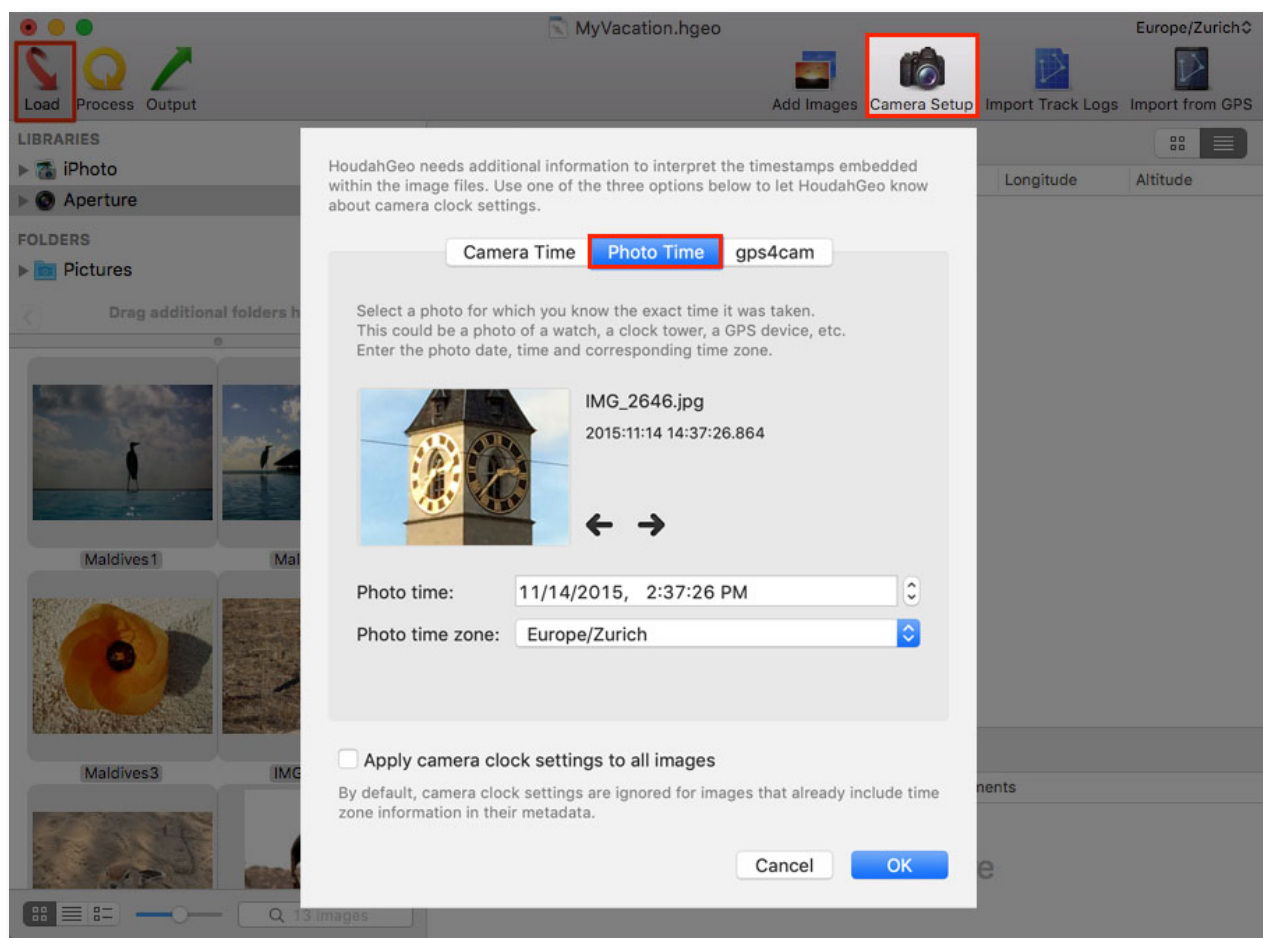 MyVacation.hgeo
Europe/Zurich
Load Process Output
Add Images Camera Setup Import Track Logs Import from GPS
LIBRARIES
iPhoto
Aperture
FOLDERS
Pictures
Drag additional folders
Maldives1
Maldives3
HoudahGeo needs additional information to interpret the timestamps embedded
within the image files. Use one of the three options below to let HoudahGeo know
about camera clock settings.
Camera Time Photo Time gps4cam
Select a photo for which you know the exact time it was taken.
This could be a photo of a watch, a clock tower, a GPS device, etc.
Enter the photo date, time and corresponding time zone.
IMG_2646.jpg
2015:11:14 14:37:26.864
Photo time: 11/14/2015, 2:37:26 PM
Photo time zone: Europe/Zurich
Apply camera clock settings to all images
By default, camera clock settings are ignored for images that already include time
zone information in their metadata.
Cancel OK
Longitude Altitude
13 images